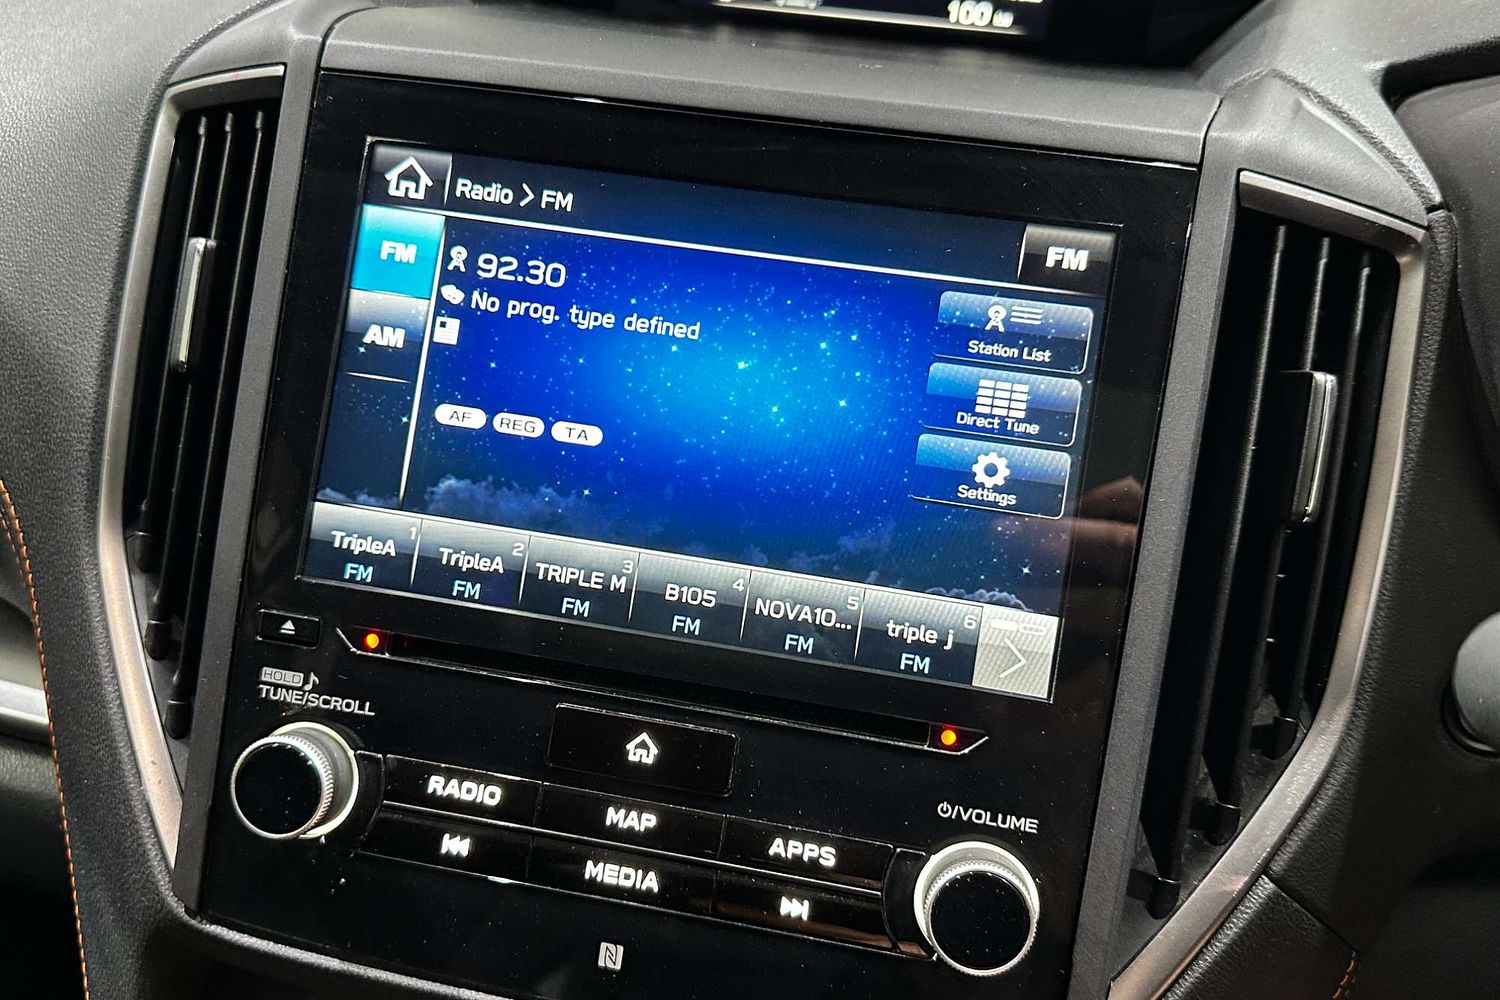 100
Radio > FM
FM
FM
92.30
No prog. type defined
Station List
AM
Direct Tune
AF REG TA
Settings
TripleA 1
FM
TripleA 2
FM
TRIPLE M 3
FM
B105 4
FM
NOVA10... 5
FM
triple j 6
FM
HOLD
TUNE/SCROLL
RADIO
MAP
APPS
MEDIA
/VOLUME
N